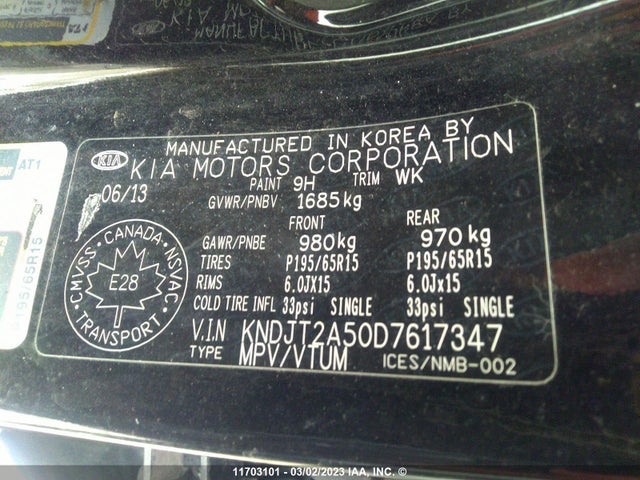 MANUFACTURED IN KOREA BY
KIA KIA MOTORS CORPORATION
06/13 PAINT 9H TRIM WK
GVWR/PNBV 1685kg
FRONT REAR
GAWR/PNBE 980kg 970kg
TIRES P195/65R15 P195/65R15
RIMS 6.0JX15 6.0JX15
COLD TIRE INFL 33psi SINGLE 33psi SINGLE
V.I.N KNDJT2A50D7617347
TYPE MPV/VTUM ICES/NMB-002
CMVSS · CANADA · NSVAC · TRANSPORT
E28
AT1
P195/65R15
11703101 - 03/02/2023 IAA, INC. ©